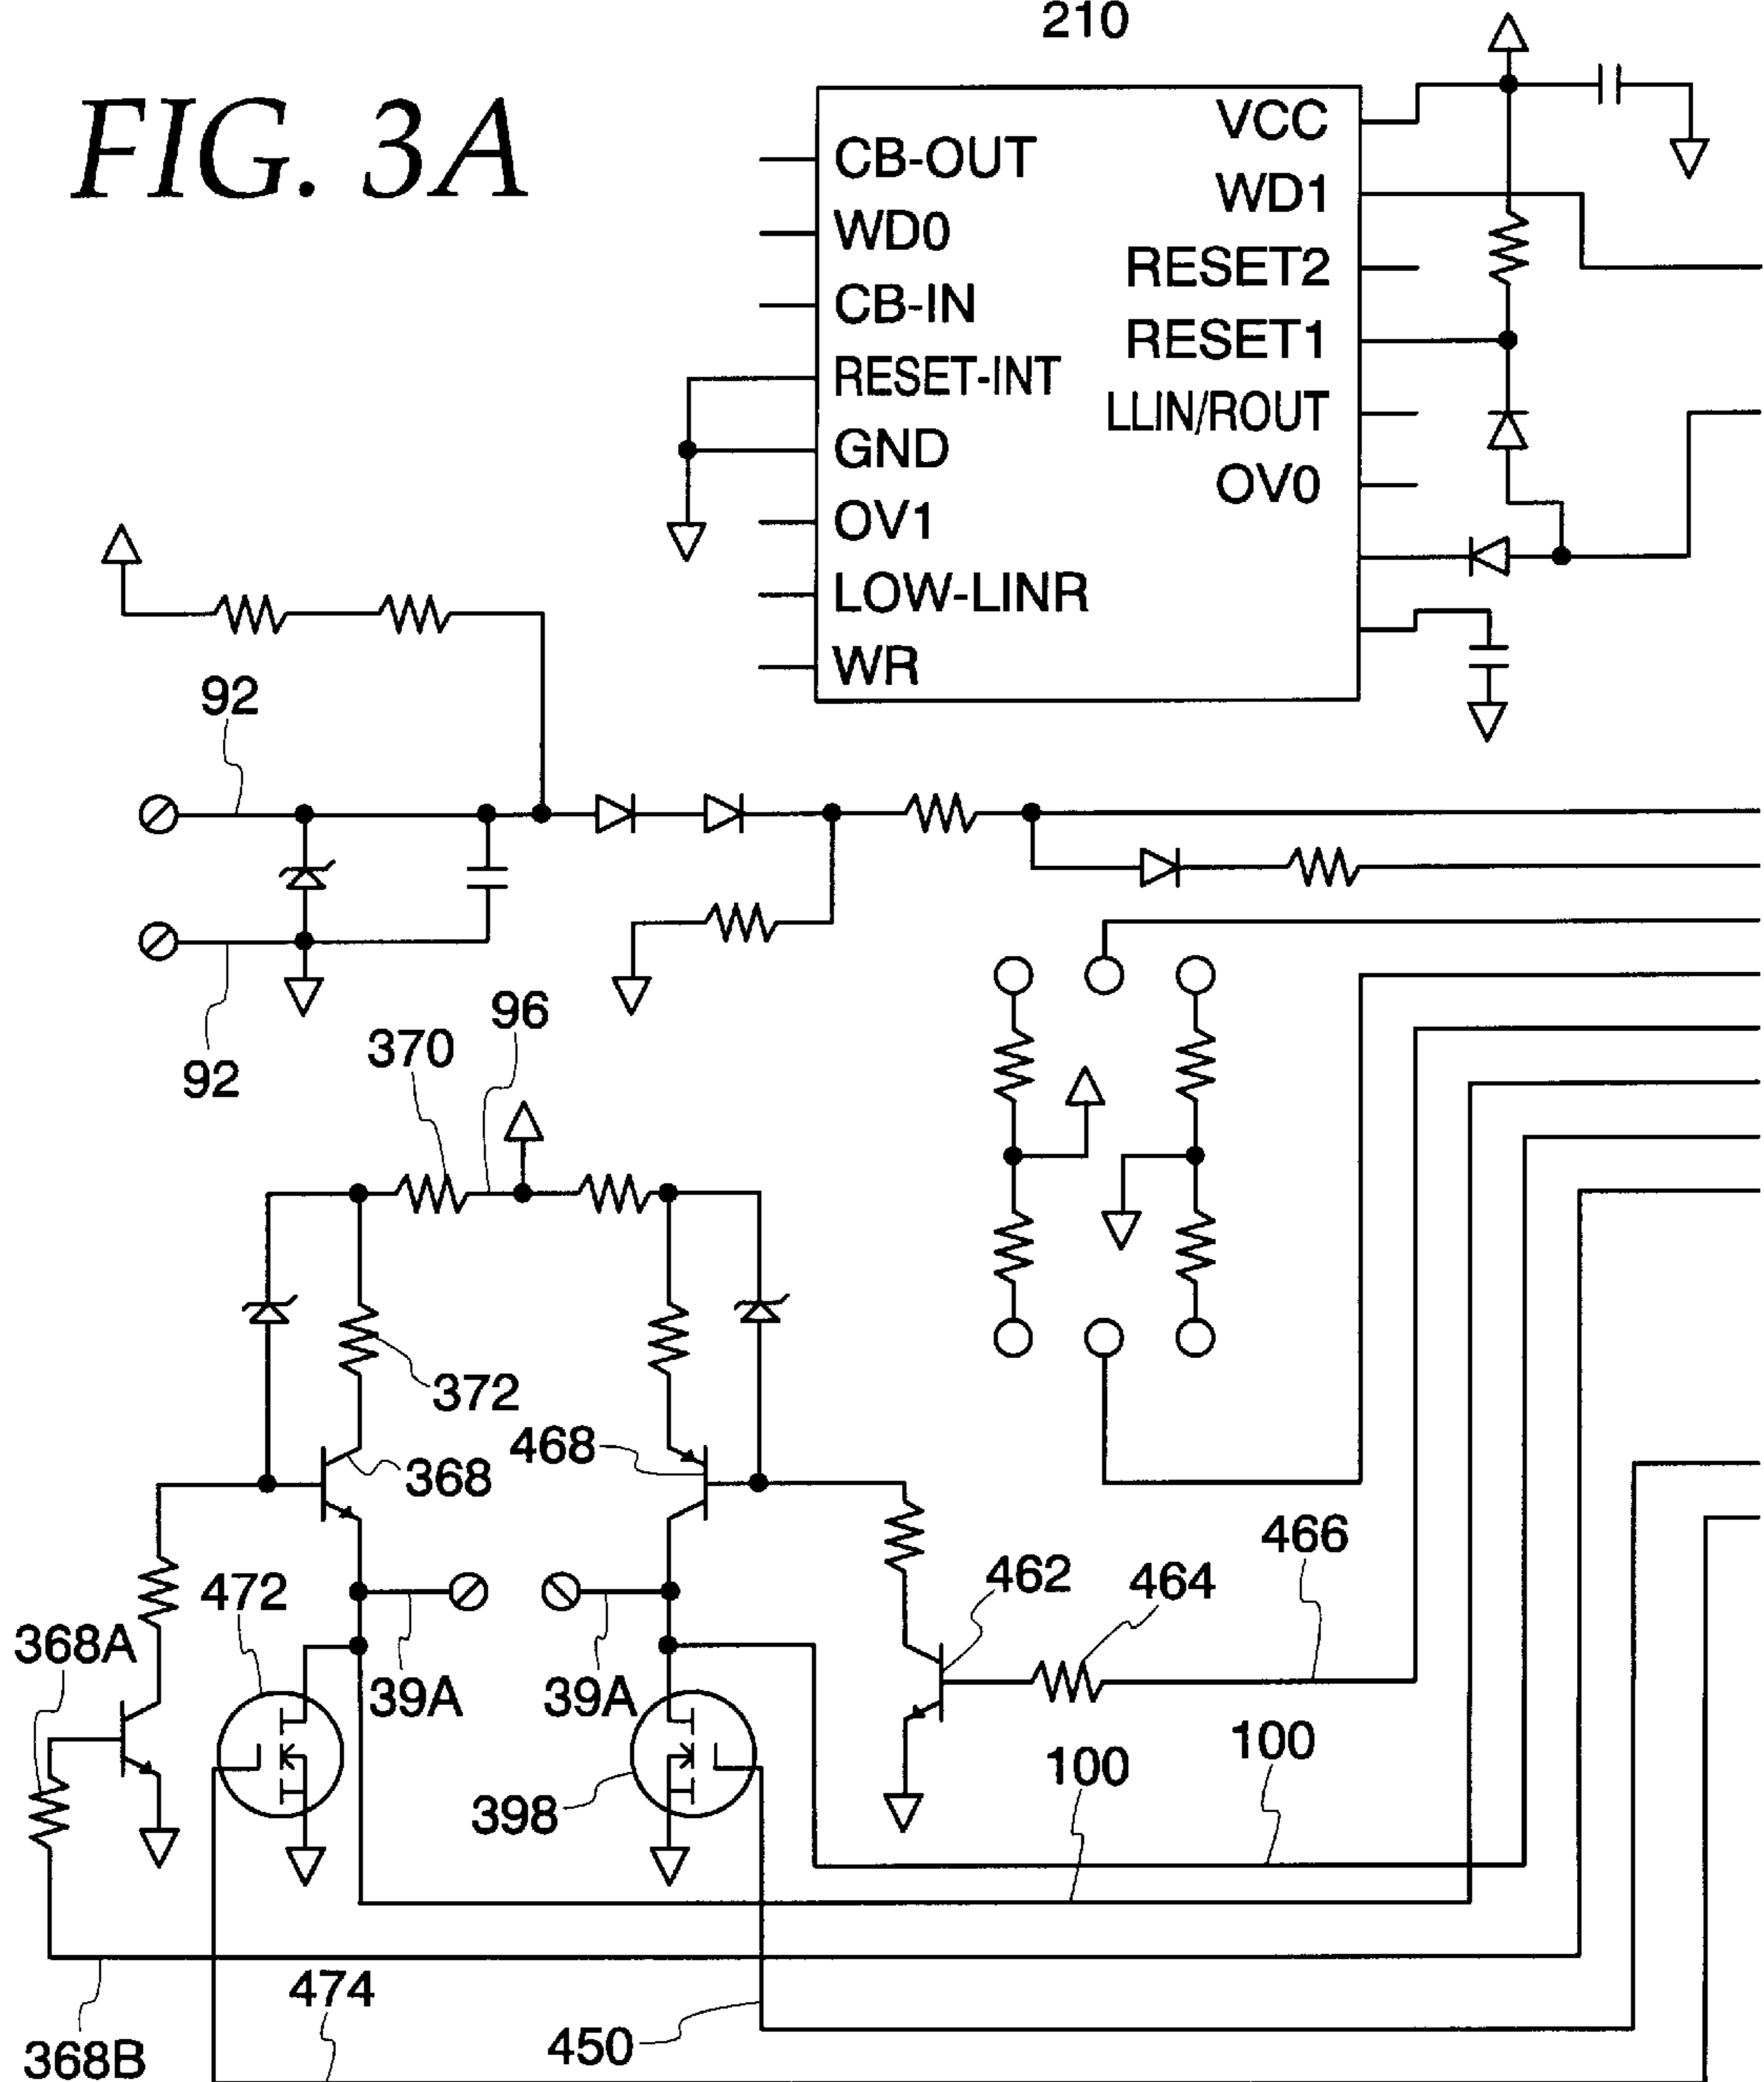 210
FIG. 3A
VCC
CB-OUT
WD1
WD0
RESET2
CB-IN
RESET1
RESET-INT
LLIN/ROUT
GND
OV0
OV1
LOW-LINR
WR
92
92
96
370
372
468
368
466
462
464
472
368A
39A
39A
100
100
398
474
450
368B